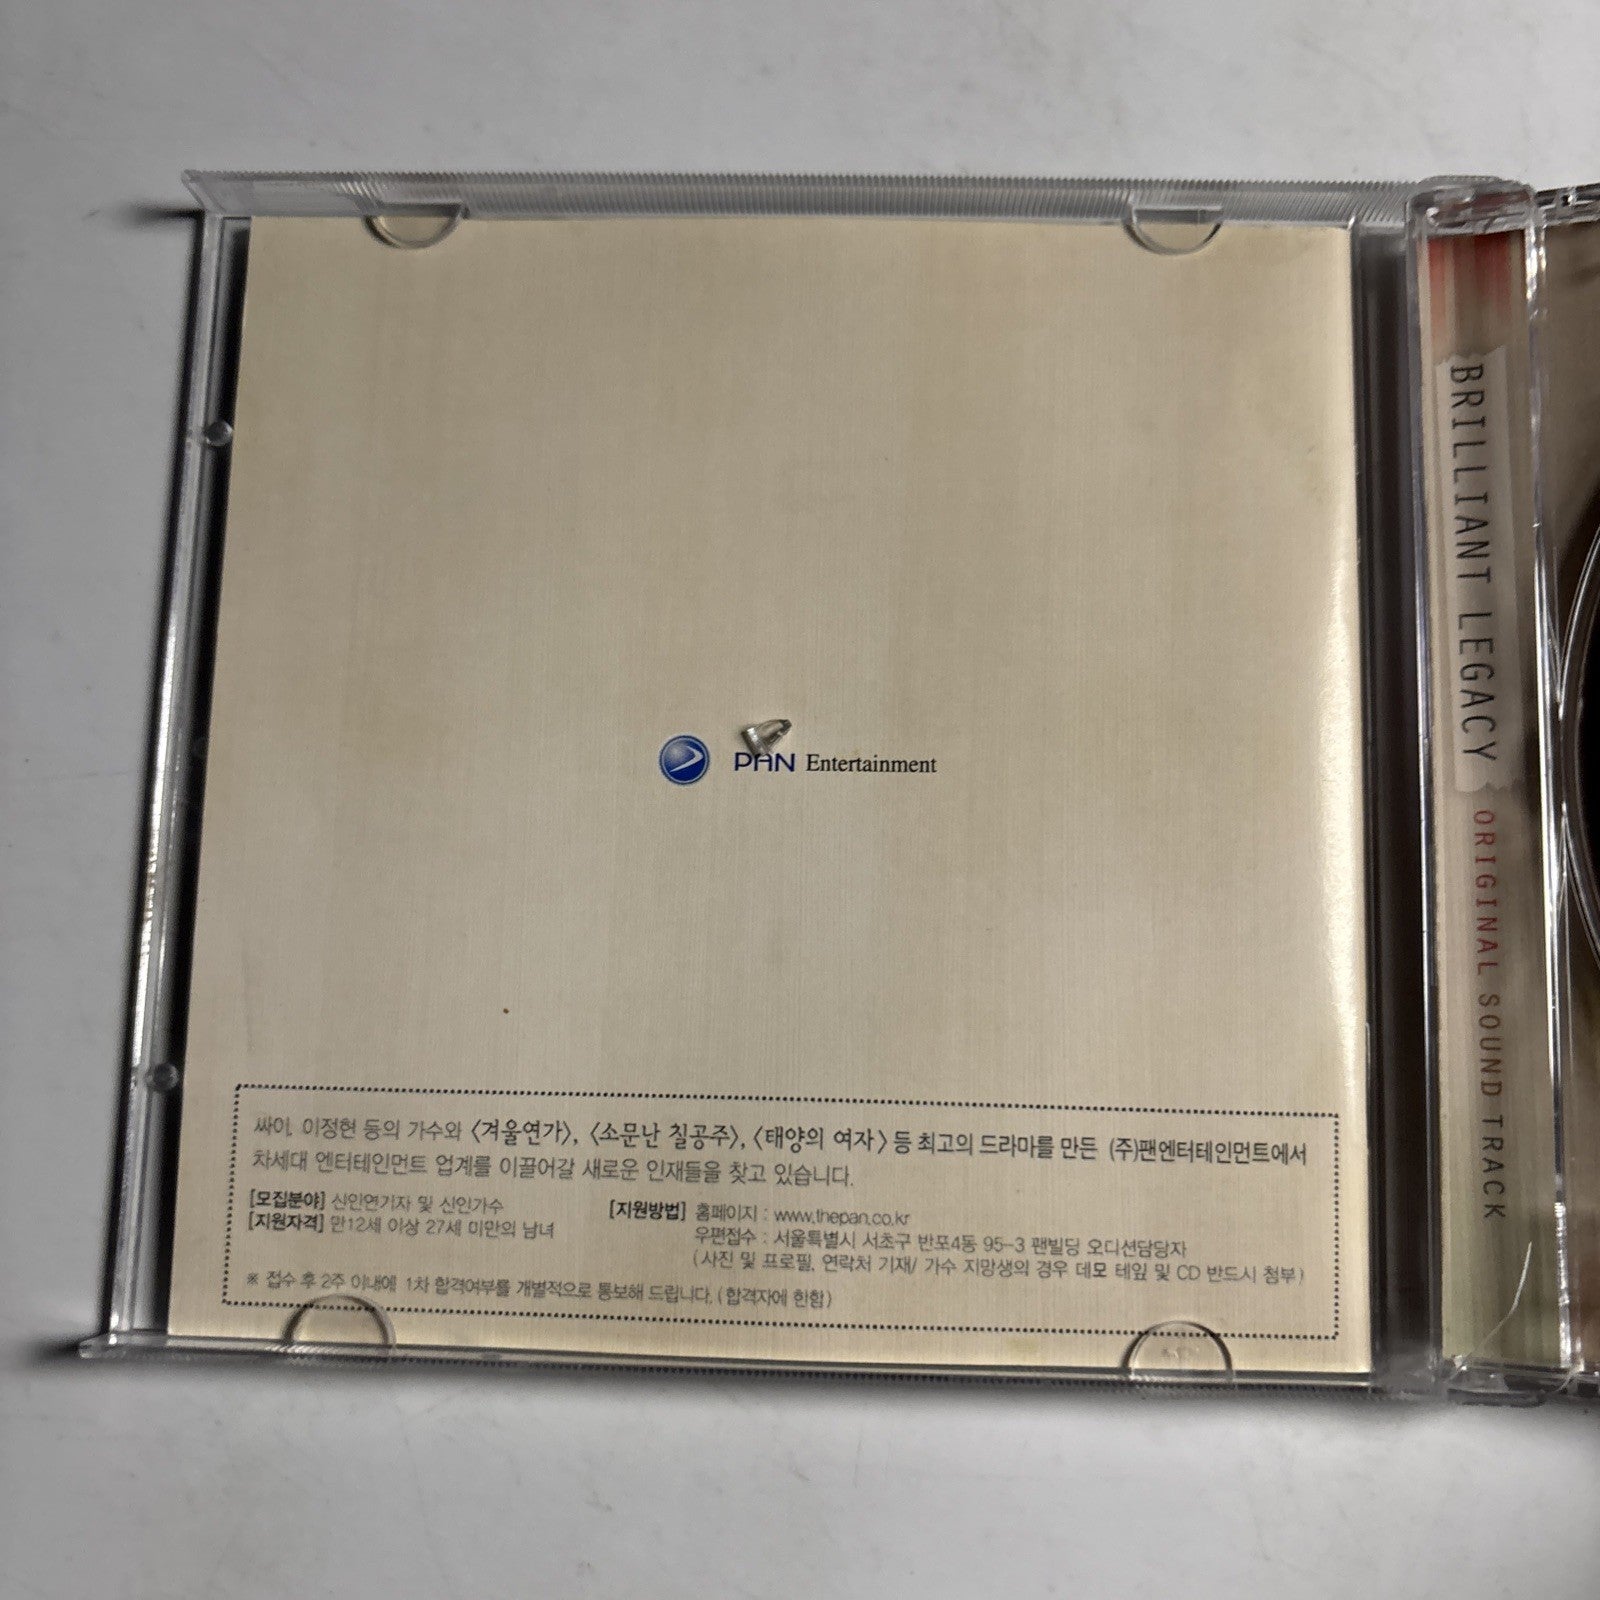 PAN Entertainment
싸이, 이정현 등의 가수와 〈겨울연가〉, 〈소문난 칠공주〉, 〈태양의 여자〉 등 최고의 드라마를 만든 (주)팬엔터테인먼트에서
차세대 엔터테인먼트 업계를 이끌어갈 새로운 인재들을 찾고 있습니다.
[모집분야] 신인연기자 및 신인가수
[지원자격] 만12세 이상 27세 미만의 남녀
[지원방법] 홈페이지 : www.thepan.co.kr
우편접수 : 서울특별시 서초구 반포4동 95-3 팬빌딩 오디션담당자
(사진 및 프로필, 연락처 기재/ 가수 지망생의 경우 데모 테잎 및 CD 반드시 첨부)
※ 접수 후 2주 이내에 1차 합격여부를 개별적으로 통보해 드립니다. (합격자에 한함)
BRILLIANT LEGACY ORIGINAL SOUND TRACK